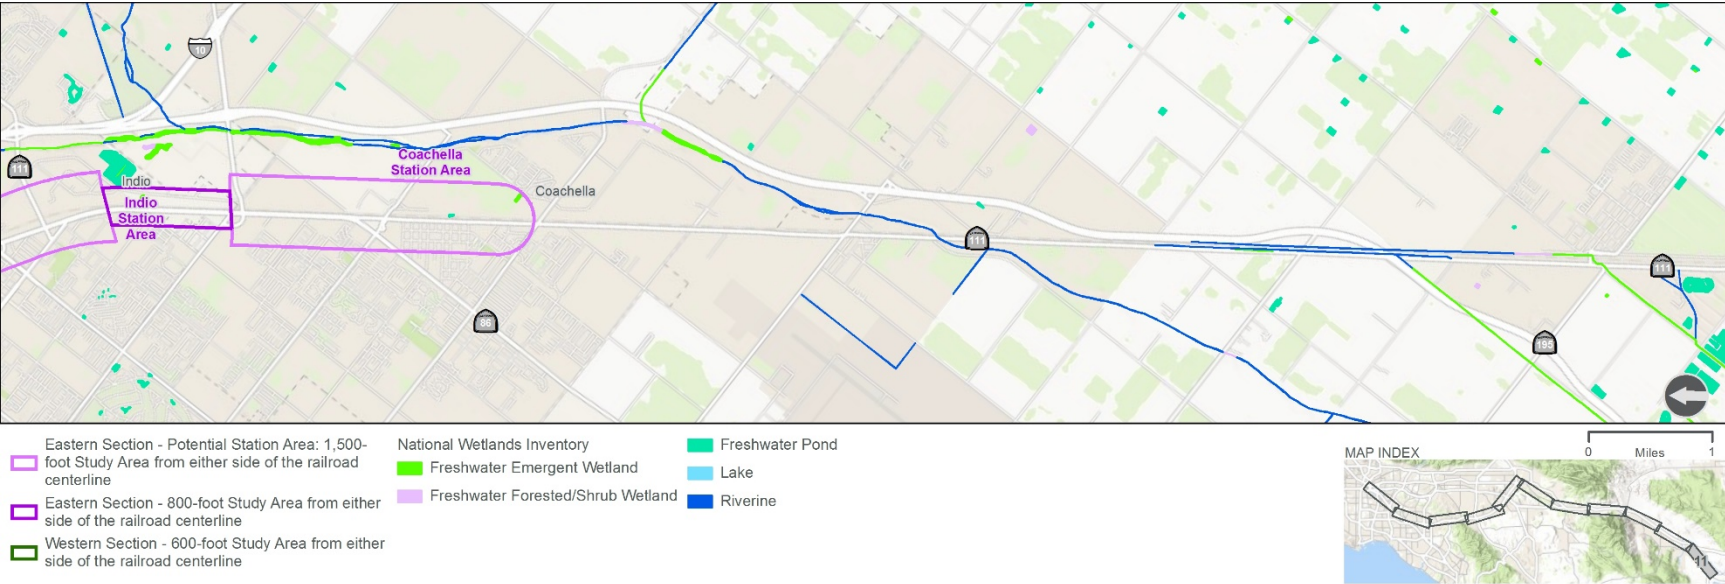 10
111
Coachella
Station Area
Indio
Indio
Station
Area
Coachella
111
111
86
195
Eastern Section - Potential Station Area: 1,500-
foot Study Area from either side of the railroad
centerline
Eastern Section - 800-foot Study Area from either
side of the railroad centerline
Western Section - 600-foot Study Area from either
side of the railroad centerline
National Wetlands Inventory
Freshwater Emergent Wetland
Freshwater Forested/Shrub Wetland
Freshwater Pond
Lake
Riverine
0 Miles 1
MAP INDEX
11